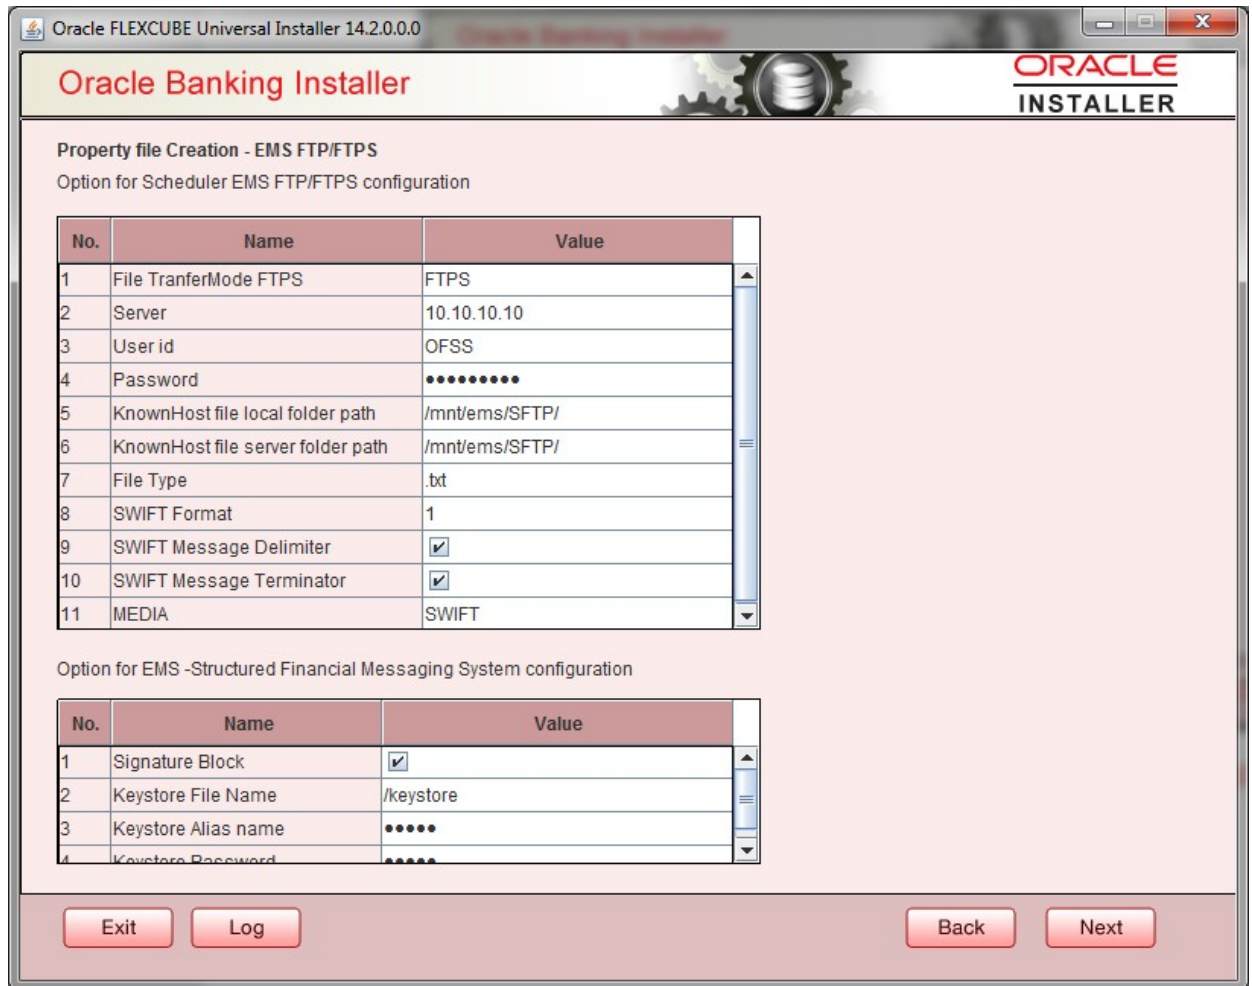 Oracle FLEXCUBE Universal Installer 14.2.0.0.0
Oracle Banking Installer
ORACLE
INSTALLER
Property file Creation - EMS FTP/FTPS
Option for Scheduler EMS FTP/FTPS configuration
No. Name Value
1 File TranferMode FTPS FTPS
2 Server 10.10.10.10
3 User id OFSS
4 Password •••••••••
5 KnownHost file local folder path /mnt/ems/SFTP/
6 KnownHost file server folder path /mnt/ems/SFTP/
7 File Type .txt
8 SWIFT Format 1
9 SWIFT Message Delimiter
10 SWIFT Message Terminator
11 MEDIA SWIFT
Option for EMS -Structured Financial Messaging System configuration
No. Name Value
1 Signature Block
2 Keystore File Name /keystore
3 Keystore Alias name •••••
4 Keystore Password •••••
Exit Log Back Next